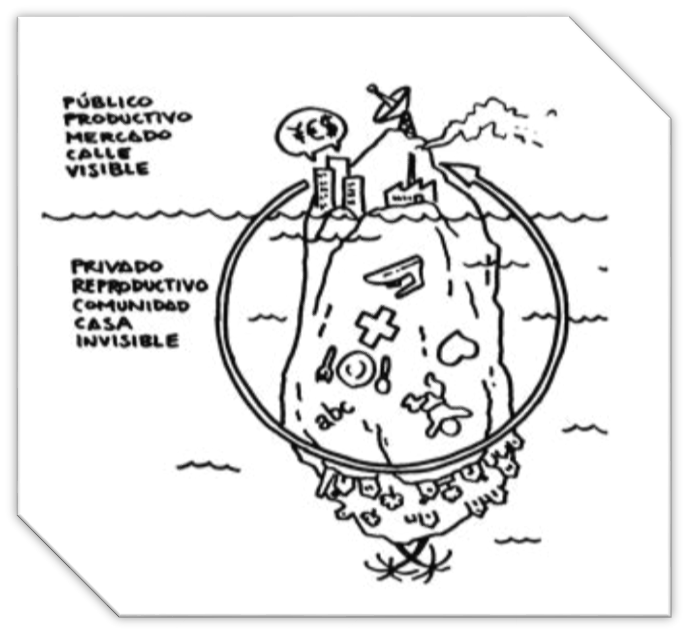 PÚBLICO
PRODUCTIVO
MERCADO
CALLE
VISIBLE
¥€$
PRIVADO
REPRODUCTIVO
COMUNIDAD
CASA
INVISIBLE
abc